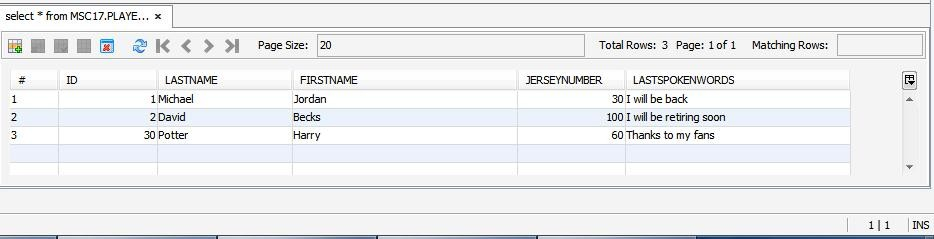 select * from MSC17.PLAYE... ×
Page Size: 20 Total Rows: 3 Page: 1 of 1 Matching Rows:
# ID LASTNAME FIRSTNAME JERSEYNUMBER LASTSPOKENWORDS
1 1 Michael Jordan 30 I will be back
2 2 David Becks 100 I will be retiring soon
3 30 Potter Harry 60 Thanks to my fans
1 | 1 INS